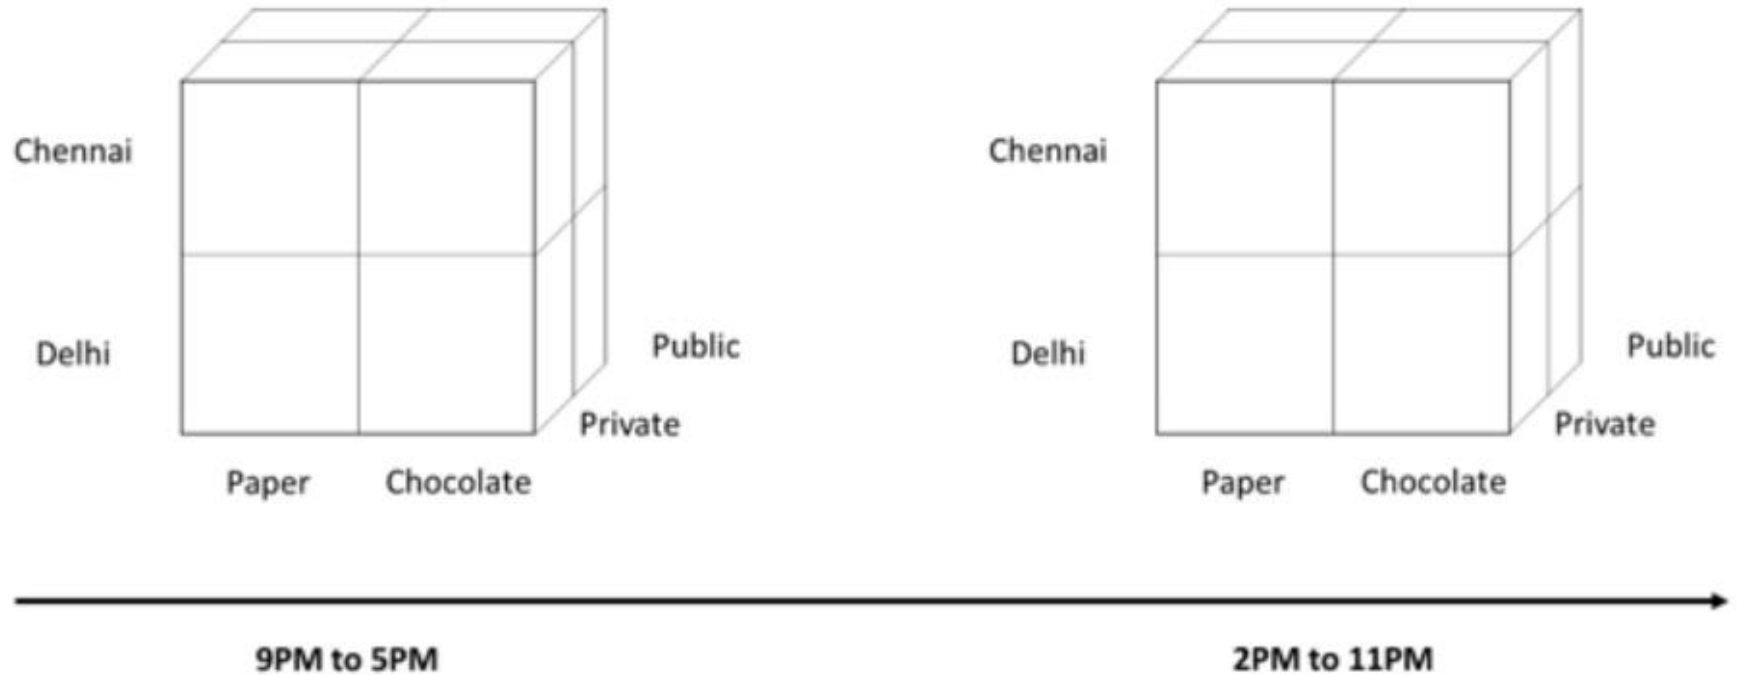 Chennai
Chennai
Delhi
Public
Delhi
Public
Private
Private
Paper
Chocolate
Paper
Chocolate
9PM to 5PM
2PM to 11PM